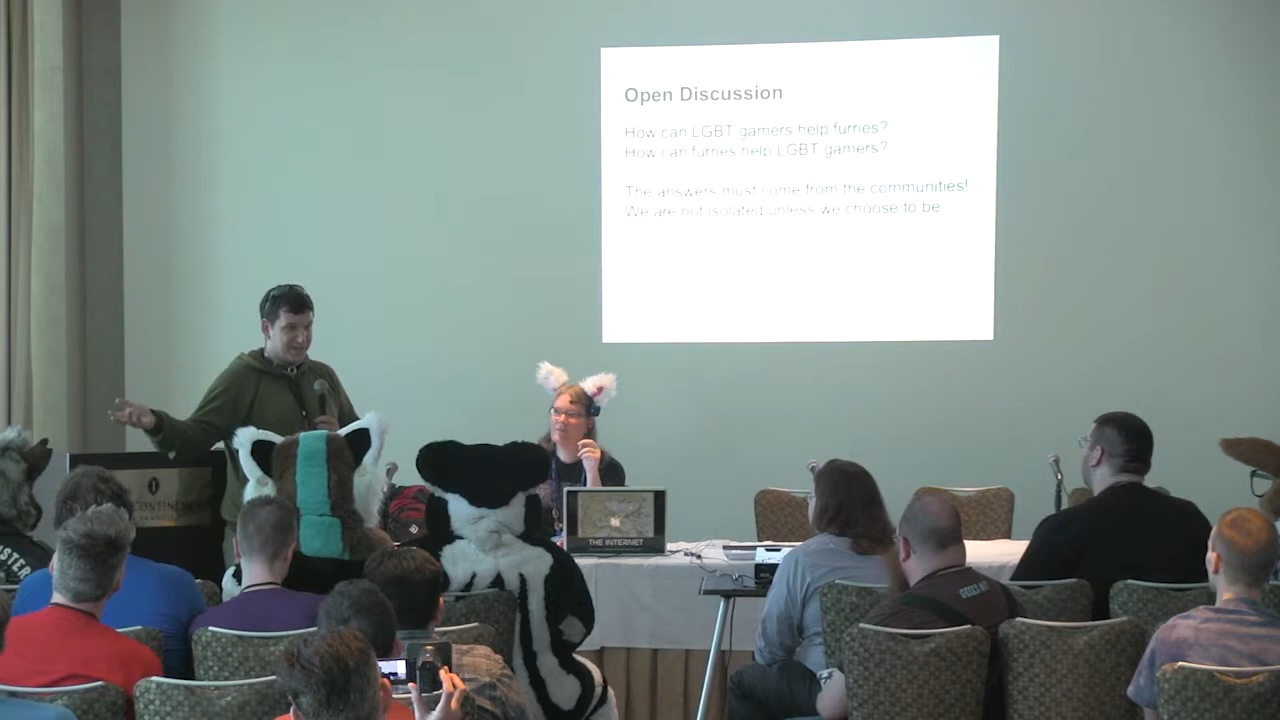 Open Discussion
How can LGBT gamers help furries?
How can furries help LGBT gamers?
The answers must come from the communities!
We are not isolated unless we choose to be
THE INTERNET